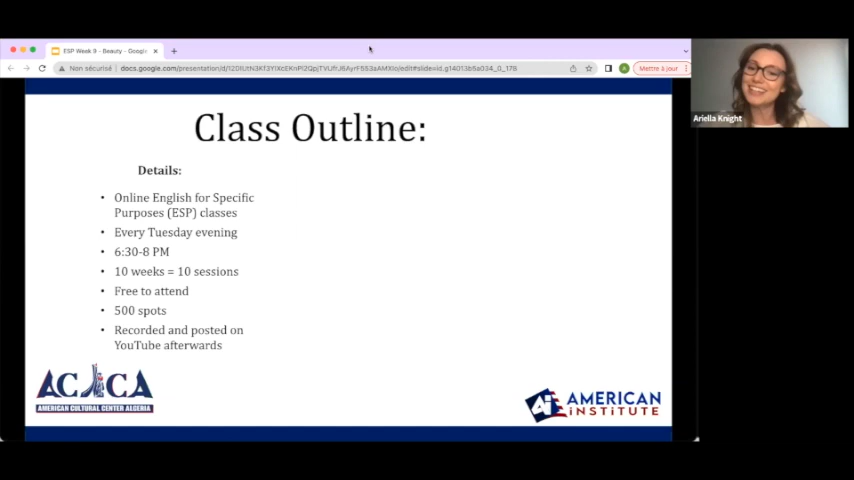 ESP Week 9 - Beauty - Googl
Non sécurisé
Mettre à jour
Ariella Knight
Class Outline:
Details:
• Online English for Specific
Purposes (ESP) classes
• Every Tuesday evening
• 6:30-8 PM
• 10 weeks = 10 sessions
• Free to attend
• 500 spots
• Recorded and posted on
YouTube afterwards
ACCA
AMERICAN CULTURAL CENTER ALGERIA
AMERICAN
INSTITUTE